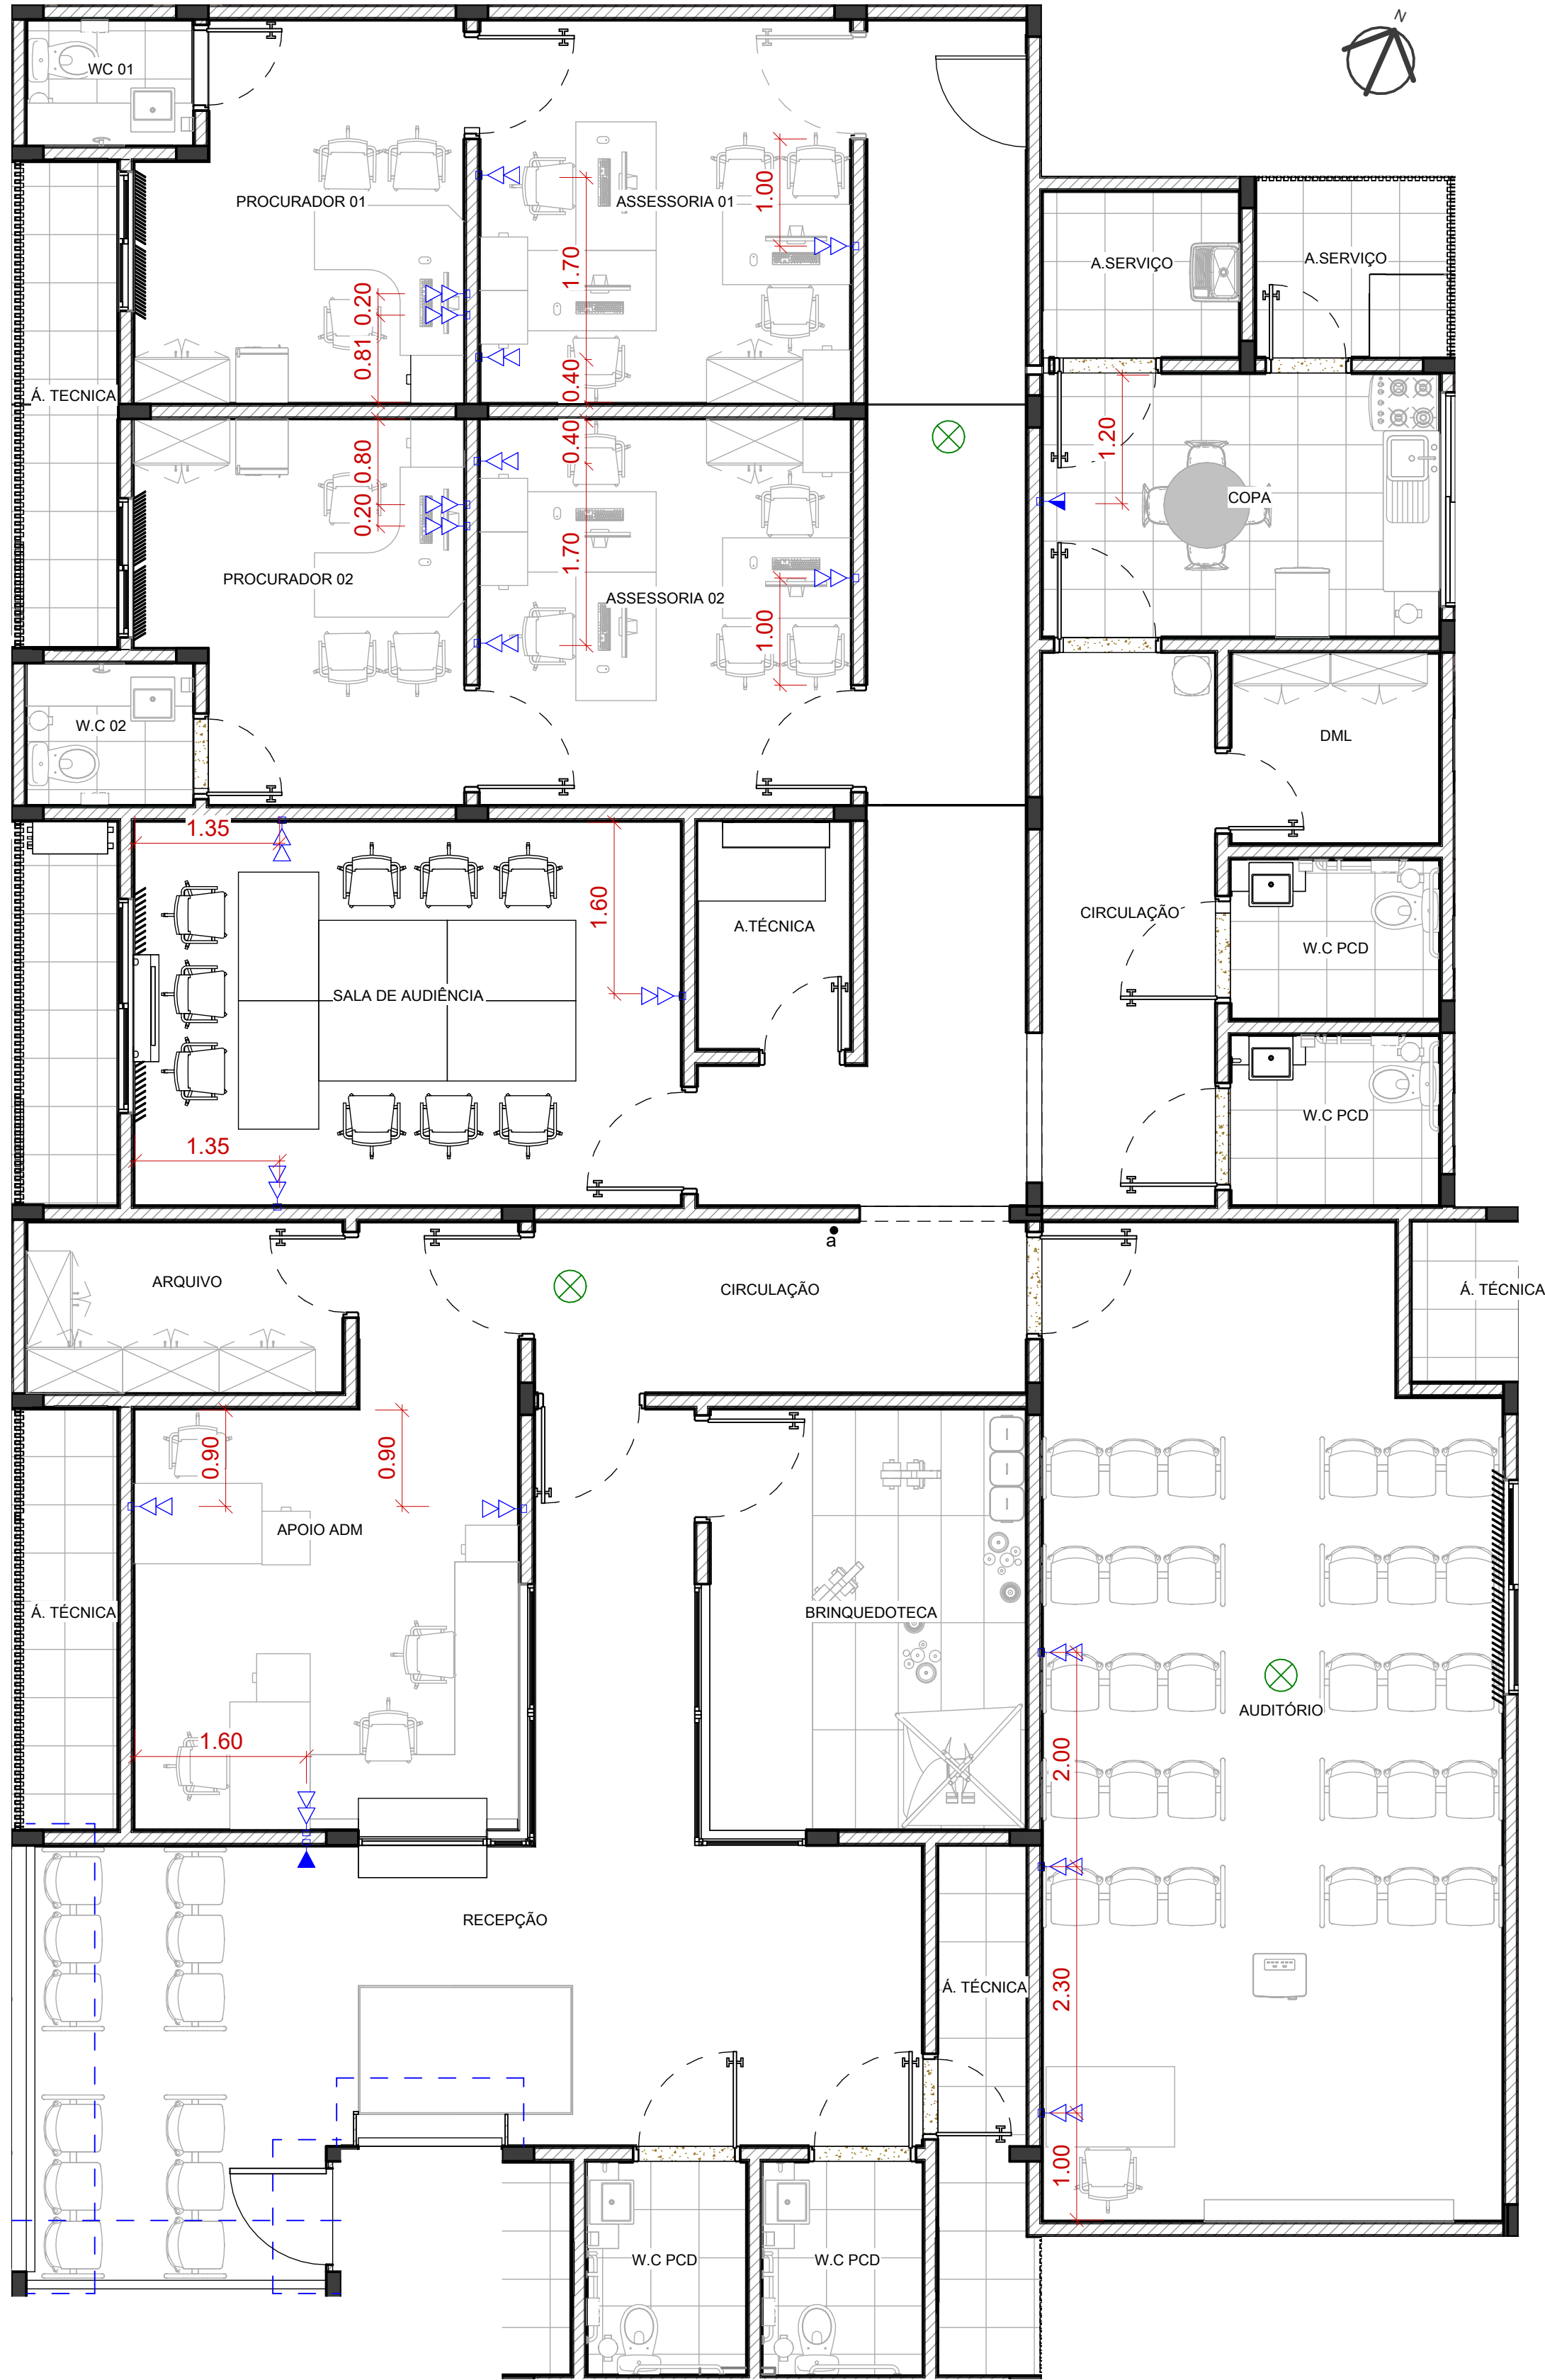 N
WC 01
PROCURADOR 01
ASSESSORIA 01
1.00
1.70
0.20
0.81
0.40
A.SERVIÇO
A.SERVIÇO
Á. TECNICA
1.20
COPA
0.80
0.20
0.40
1.70
PROCURADOR 02
ASSESSORIA 02
1.00
W.C 02
DML
1.35
1.60
A.TÉCNICA
CIRCULAÇÃO
W.C PCD
SALA DE AUDIÊNCIA
W.C PCD
1.35
a
ARQUIVO
CIRCULAÇÃO
Á. TÉCNICA
0.90
0.90
APOIO ADM
Á. TÉCNICA
BRINQUEDOTECA
AUDITÓRIO
1.60
2.00
RECEPÇÃO
Á. TÉCNICA
2.30
1.00
W.C PCD
W.C PCD